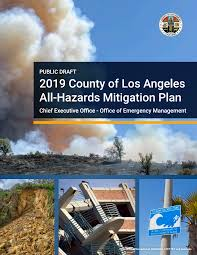 PUBLIC DRAFT
2019 County of Los Angeles
All-Hazards Mitigation Plan
Chief Executive Office - Office of Emergency Management